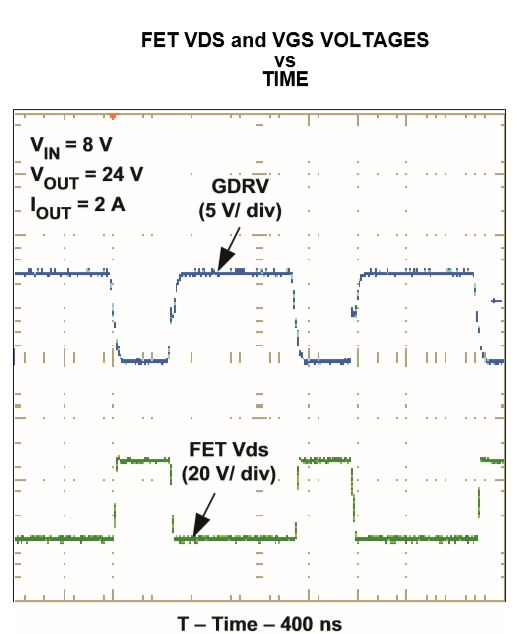 FET VDS and VGS VOLTAGES
vs
TIME
VIN = 8 V
VOUT = 24 V
IOUT = 2 A
GDRV
(5 V/ div)
FET Vds
(20 V/ div)
T – Time – 400 ns